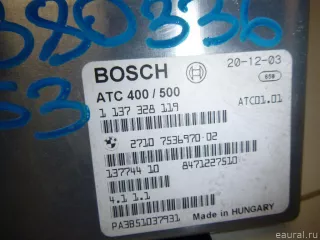 380336
53
BOSCH
20-12-03
ATC 400 / 500
1 137 328 119
ATC01.01
2710 7536970-02
137744 10 8471227510
4.1 1.1
PA3B51037931
Made in HUNGARY
eaural.ru